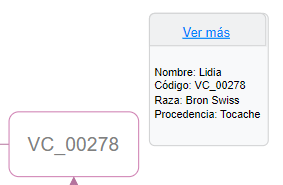 Ver más
Nombre: Lidia
Código: VC_00278
Raza: Bron Swiss
Procedencia: Tocache
VC_00278